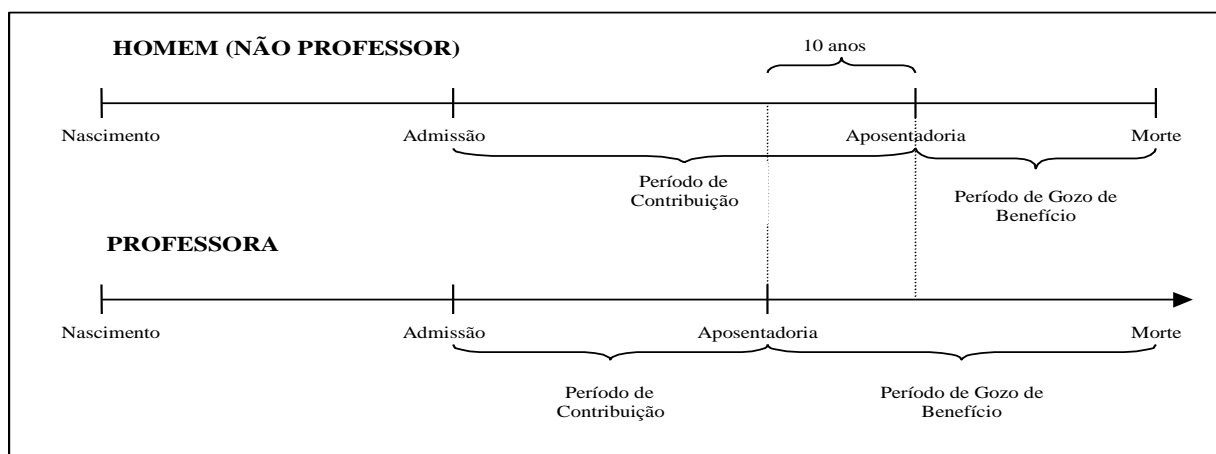 HOMEM (NÃO PROFESSOR)
10 anos
Nascimento
Admissão
Aposentadoria
Morte
Período de
Contribuição
Período de Gozo de
Benefício
PROFESSORA
Nascimento
Admissão
Aposentadoria
Morte
Período de
Contribuição
Período de Gozo de
Benefício